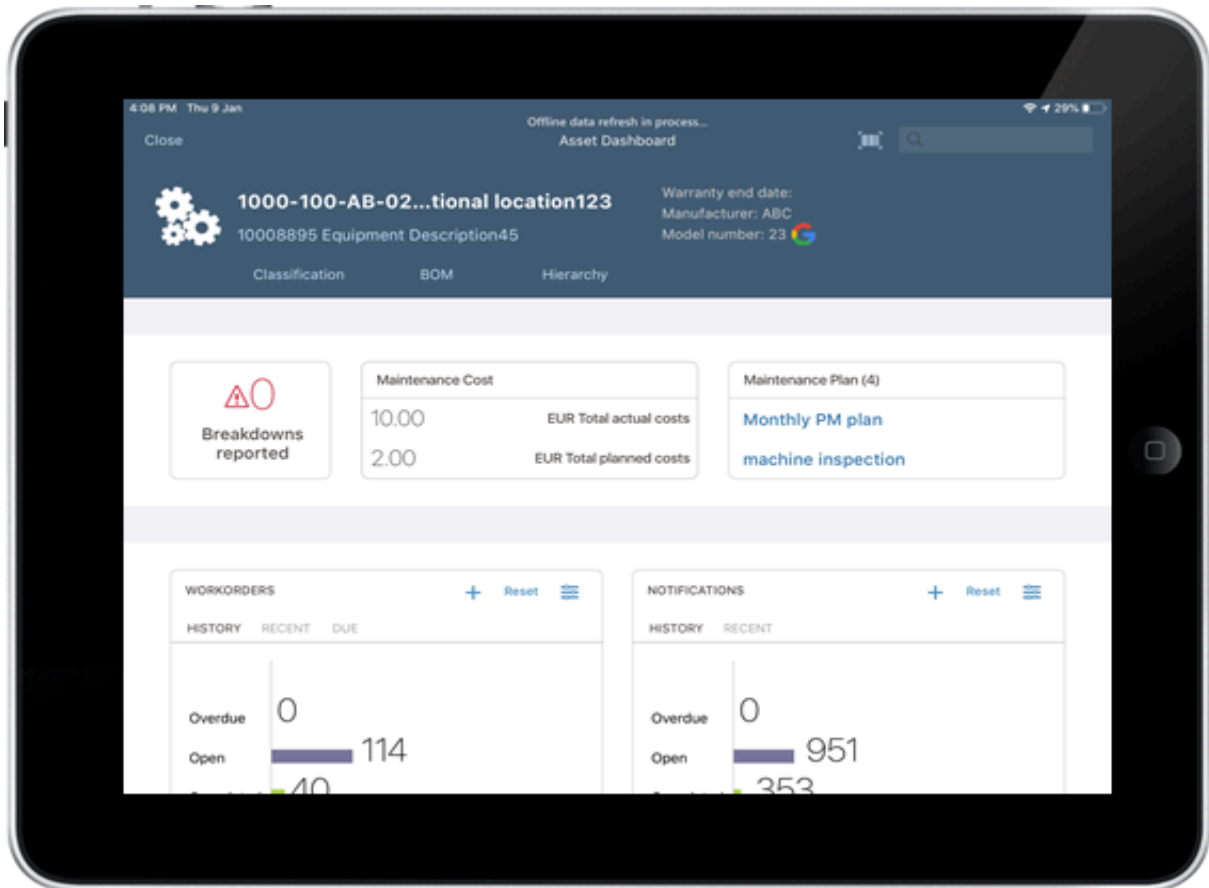 4:08 PM Thu 9 Jan
29%
Offline data refresh in process...
Close
Asset Dashboard
1000-100-AB-02...tional location123
10008895 Equipment Description45
Warranty end date:
Manufacturer: ABC
Model number: 23
Classification
BOM
Hierarchy
0
Breakdowns
reported
Maintenance Cost
10.00 EUR Total actual costs
2.00 EUR Total planned costs
Maintenance Plan (4)
Monthly PM plan
machine inspection
WORKORDERS
+ Reset
HISTORY RECENT DUE
Overdue 0
Open 114
40
NOTIFICATIONS
+ Reset
HISTORY RECENT
Overdue 0
Open 951
353